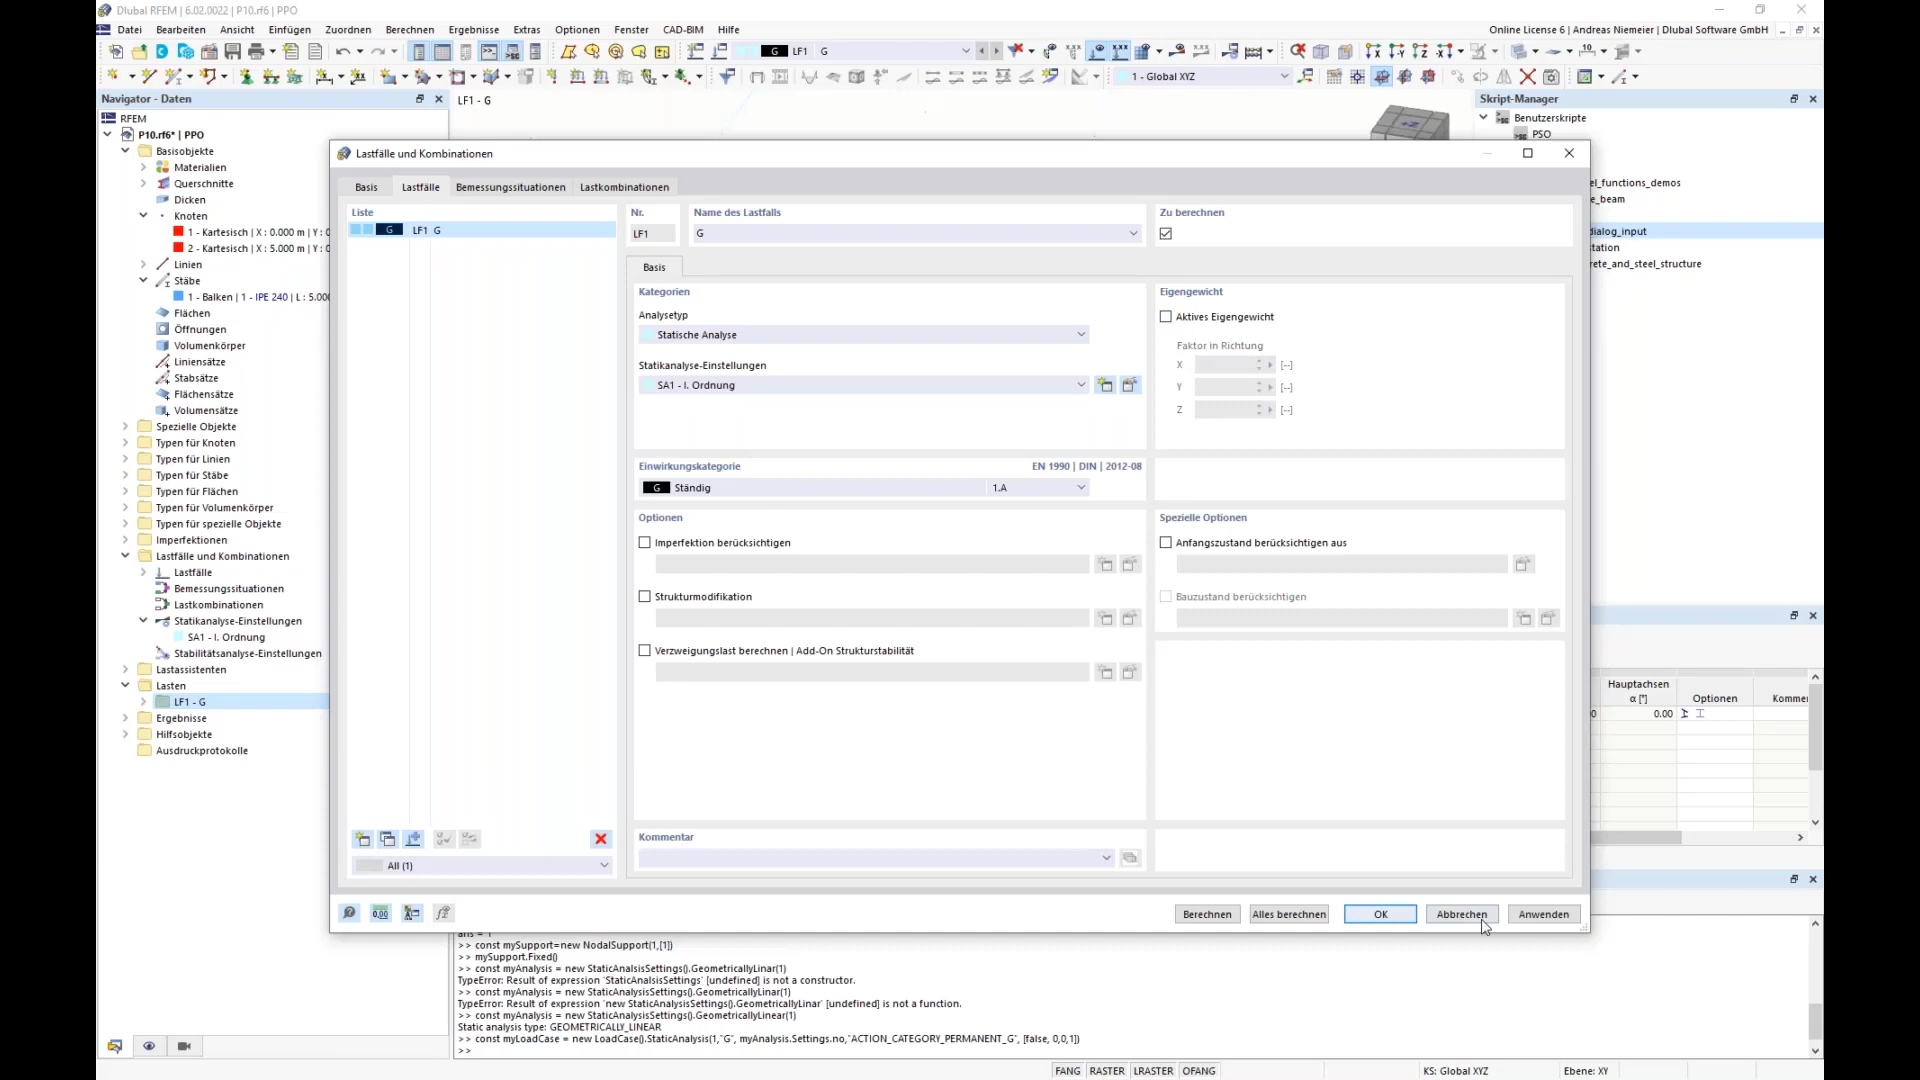 Dlubal RFEM | 6.02.0022 | P10.rf6 | PPO
Datei Bearbeiten Ansicht Einfügen Zuordnen Berechnen Ergebnisse Extras Optionen Fenster CAD-BIM Hilfe
Online License 6 | Andreas Niemeier | Dlubal Software GmbH
G LF1 G
1 - Global XYZ
Navigator - Daten
LF1 - G
Skript-Manager
RFEM
Benutzerskripte
P10.rf6* | PPO
PSO
Basisobjekte
Materialien
Querschnitte
el_functions_demos
Dicken
e_beam
Knoten
1 - Kartesisch | X : 0.000 m | Y : 0
dialog_input
2 - Kartesisch | X : 5.000 m | Y : 0
station
Linien
rete_and_steel_structure
Stäbe
1 - Balken | 1 - IPE 240 | L : 5.000
Flächen
Öffnungen
Volumenkörper
Liniensätze
Stabsätze
Flächensätze
Volumensätze
Spezielle Objekte
Typen für Knoten
Typen für Linien
Typen für Stäbe
Typen für Flächen
Typen für Volumenkörper
Typen für spezielle Objekte
Imperfektionen
Lastfälle und Kombinationen
Lastfälle
Bemessungssituationen
Lastkombinationen
Statikanalyse-Einstellungen
SA1 - I. Ordnung
Stabilitätsanalyse-Einstellungen
Lastassistenten
Lasten
LF1 - G
Ergebnisse
Hilfsobjekte
Ausdruckprotokolle
Lastfälle und Kombinationen
Basis Lastfälle Bemessungssituationen Lastkombinationen
Liste
G LF1 G
Nr.
LF1
Name des Lastfalls
G
Zu berechnen
Basis
Kategorien
Analysetyp
Statische Analyse
Statikanalyse-Einstellungen
SA1 - I. Ordnung
Eigengewicht
Aktives Eigengewicht
Faktor in Richtung
X [--]
Y [--]
Z [--]
Einwirkungskategorie EN 1990 | DIN | 2012-08
G Ständig 1.A
Optionen
Imperfektion berücksichtigen
Strukturmodifikation
Verzweigungslast berechnen | Add-On Strukturstabilität
Spezielle Optionen
Anfangszustand berücksichtigen aus
Bauzustand berücksichtigen
Kommentar
All (1)
0,00
Berechnen Alles berechnen OK Abbrechen Anwenden
Hauptachsen
α [°] Optionen Kommen
0.00
ans = 1
>> const mySupport=new NodalSupport(1,[1])
>> mySupport.Fixed()
>> const myAnalysis = new StaticAnalsisSettings().GeometricallyLinar(1)
TypeError: Result of expression 'StaticAnalsisSettings' [undefined] is not a constructor.
>> const myAnalysis = new StaticAnalysisSettings().GeometricallyLinar(1)
TypeError: Result of expression 'new StaticAnalysisSettings().GeometricallyLinar' [undefined] is not a function.
>> const myAnalysis = new StaticAnalysisSettings().GeometricallyLinear(1)
Static analysis type: GEOMETRICALLY_LINEAR
>> const myLoadCase = new LoadCase().StaticAnalysis(1,"G", myAnalysis.Settings.no,"ACTION_CATEGORY_PERMANENT_G", [false, 0,0,1])
>>
FANG RASTER LRASTER OFANG
KS: Global XYZ
Ebene: XY